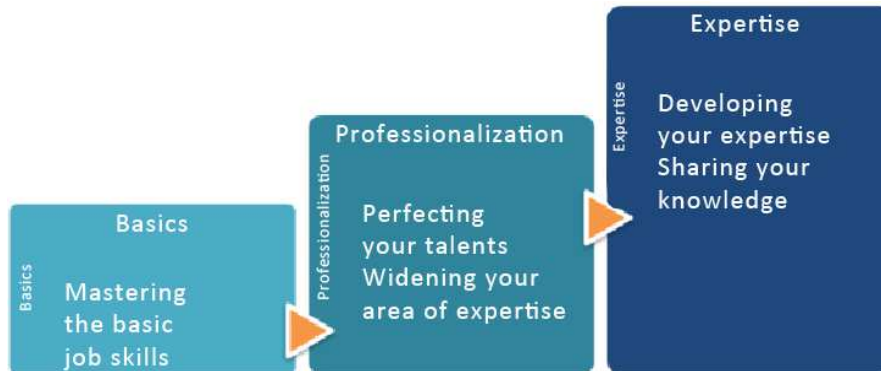 Basics
Basics
Mastering
the basic
job skills
Professionalization
Professionalization
Perfecting
your talents
Widening your
area of expertise
Expertise
Expertise
Developing
your expertise
Sharing your
knowledge